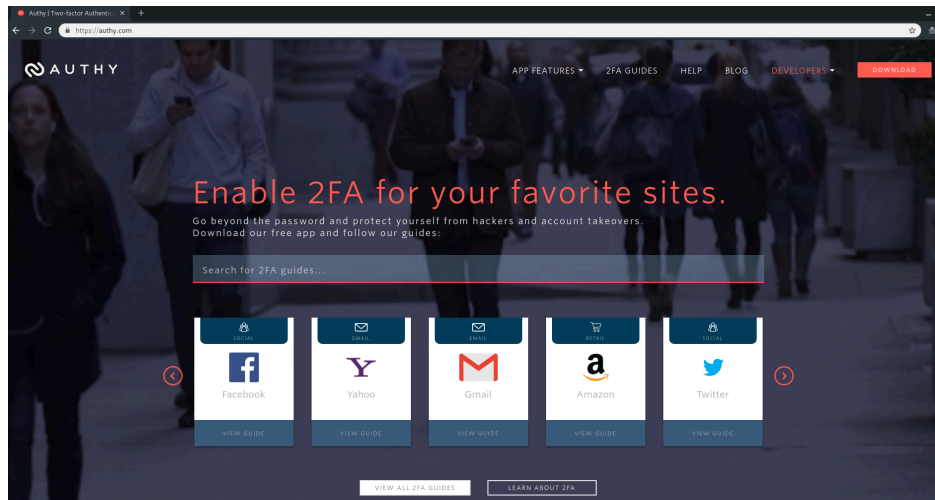 Authy | Two-factor Authentic
https://authy.com
AUTHY
APP FEATURES
2FA GUIDES
HELP
BLOG
DEVELOPERS
DOWNLOAD
Enable 2FA for your favorite sites.
Go beyond the password and protect yourself from hackers and account takeovers.
Download our free app and follow our guides:
Search for 2FA guides...
SOCIAL
Facebook
VIEW GUIDE
EMAIL
Yahoo
VIEW GUIDE
EMAIL
Gmail
VIEW GUIDE
RETAIL
Amazon
VIEW GUIDE
SOCIAL
Twitter
VIEW GUIDE
VIEW ALL 2FA GUIDES
LEARN ABOUT 2FA